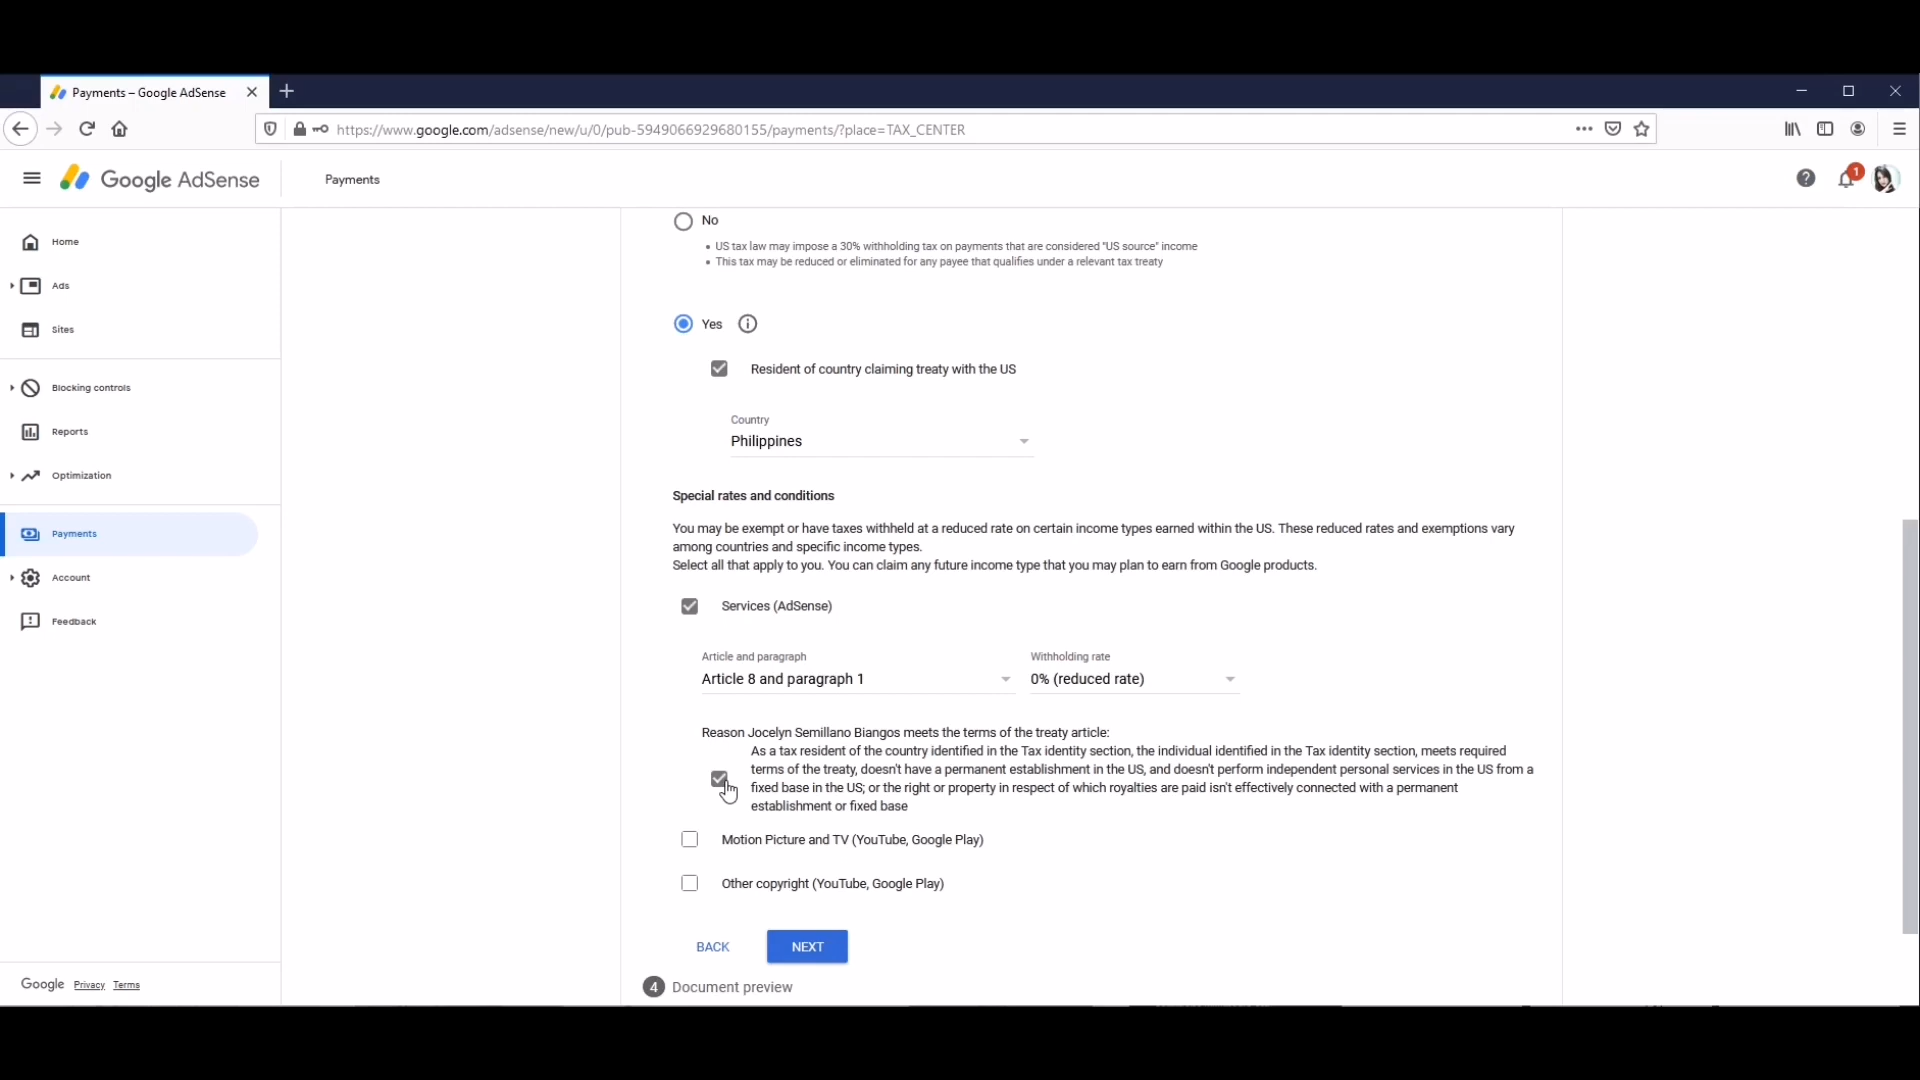 Payments – Google AdSense
https://www.google.com/adsense/new/u/0/pub-5949066929680155/payments/?place=TAX_CENTER
Google AdSense
Payments
1
Home
Ads
Sites
Blocking controls
Reports
Optimization
Payments
Account
Feedback
Google Privacy Terms
No
• US tax law may impose a 30% withholding tax on payments that are considered "US source" income
• This tax may be reduced or eliminated for any payee that qualifies under a relevant tax treaty
Yes
Resident of country claiming treaty with the US
Country
Philippines
Special rates and conditions
You may be exempt or have taxes withheld at a reduced rate on certain income types earned within the US. These reduced rates and exemptions vary
among countries and specific income types.
Select all that apply to you. You can claim any future income type that you may plan to earn from Google products.
Services (AdSense)
Article and paragraph
Article 8 and paragraph 1
Withholding rate
0% (reduced rate)
Reason Jocelyn Semillano Biangos meets the terms of the treaty article:
As a tax resident of the country identified in the Tax identity section, the individual identified in the Tax identity section, meets required
terms of the treaty, doesn't have a permanent establishment in the US, and doesn't perform independent personal services in the US from a
fixed base in the US; or the right or property in respect of which royalties are paid isn't effectively connected with a permanent
establishment or fixed base
Motion Picture and TV (YouTube, Google Play)
Other copyright (YouTube, Google Play)
BACK
NEXT
4 Document preview